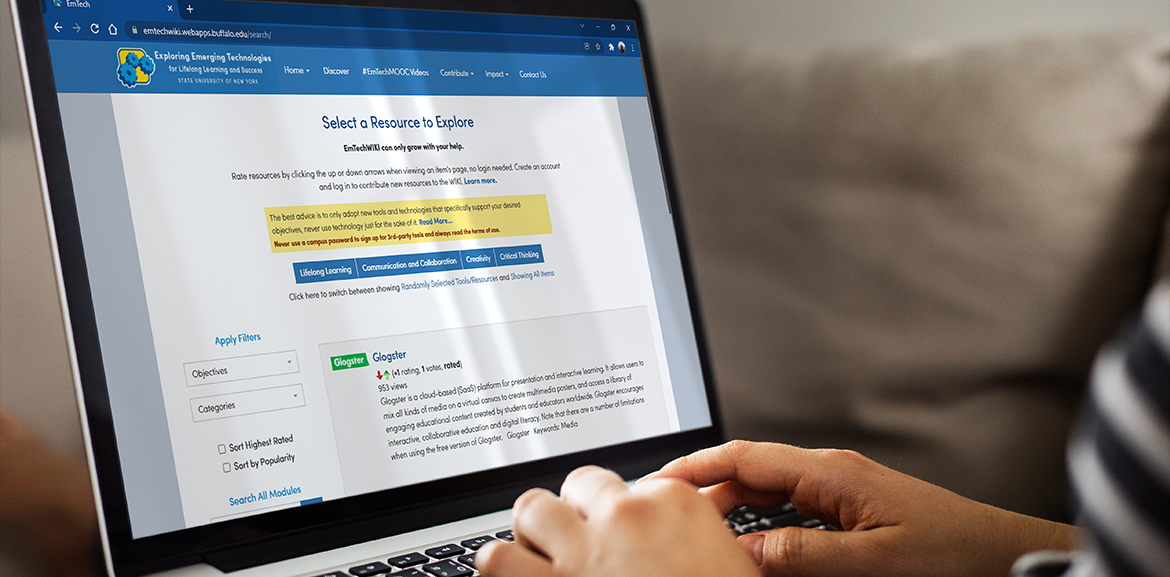 EmTech
emtechwiki.webapps.buffalo.edu/search/
Exploring Emerging Technologies
for Lifelong Learning and Success
STATE UNIVERSITY OF NEW YORK
Home Discover #EmTechMOOC Videos Contribute Impact Contact Us
Select a Resource to Explore
EmTechWIKI can only grow with your help.
Rate resources by clicking the up or down arrows when viewing an item's page, no login needed. Create an account
and log in to contribute new resources to the WIKI. Learn more.
The best advice is to only adopt new tools and technologies that specifically support your desired
objectives, never use technology just for the sake of it. Read More...
Never use a campus password to sign up for 3rd-party tools and always read the terms of use.
Lifelong Learning Communication and Collaboration Creativity Critical Thinking
Click here to switch between showing Randomly Selected Tools/Resources and Showing All Items
Apply Filters
Objectives
Categories
Sort Highest Rated
Sort by Popularity
Search All Modules
Glogster Glogster
(+1 rating, 1 votes, rated)
953 views
Glogster is a cloud-based (SaaS) platform for presentation and interactive learning. It allows users to
mix all kinds of media on a virtual canvas to create multimedia posters, and access a library of
engaging educational content created by students and educators worldwide. Glogster encourages
interactive, collaborative education and digital literacy. Note that there are a number of limitations
when using the free version of Glogster. Glogster Keywords: Media